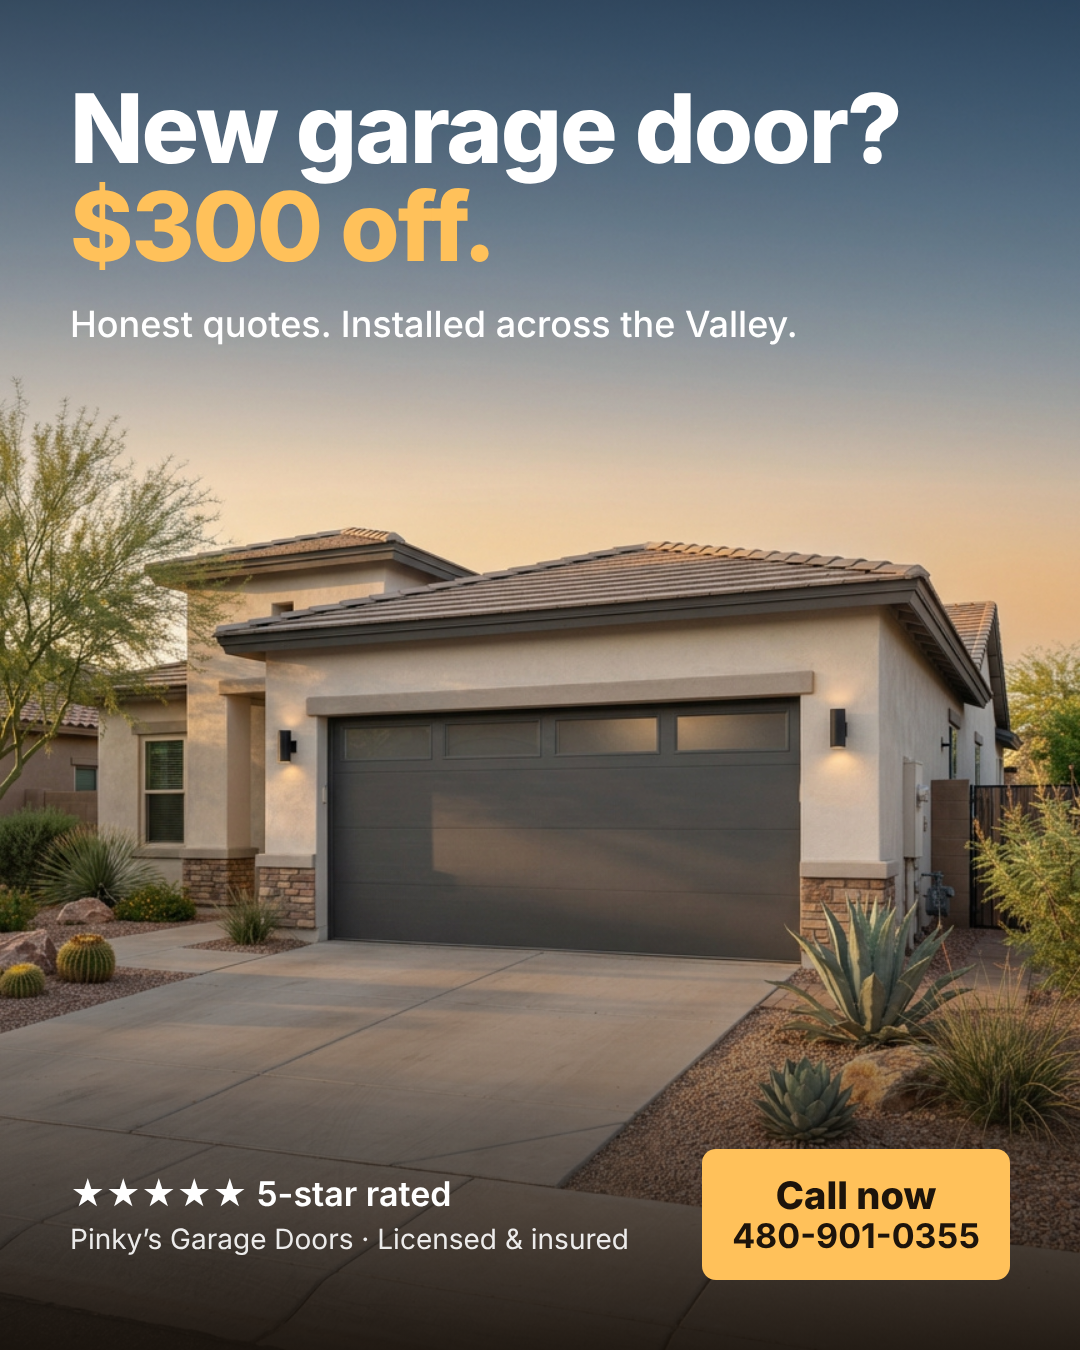 New garage door?
$300 off.
Honest quotes. Installed across the Valley.
★★★★★ 5-star rated
Pinky’s Garage Doors · Licensed & insured
Call now
480-901-0355